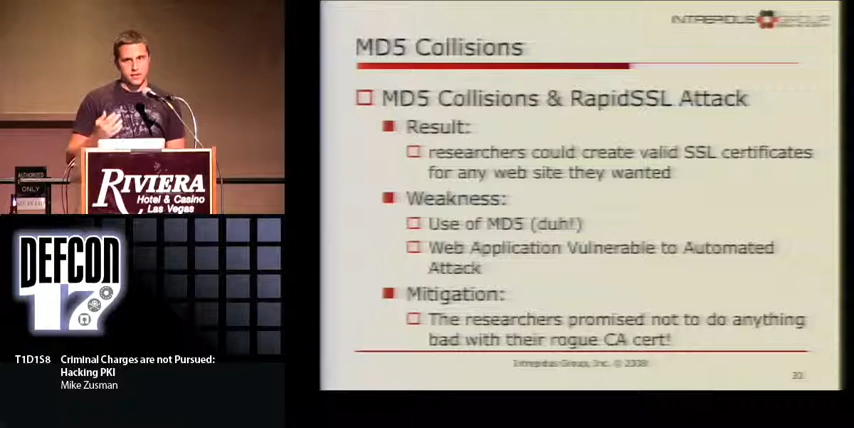 INTREPIDUS GROUP
MD5 Collisions
MD5 Collisions & RapidSSL Attack
Result:
researchers could create valid SSL certificates
for any web site they wanted
Weakness:
Use of MD5 (duh!)
Web Application Vulnerable to Automated
Attack
Mitigation:
The researchers promised not to do anything
bad with their rogue CA cert!
Intrepidus Group, Inc. © 2008
AUTHORIZED
ONLY
RIVIERA
Hotel & Casino
Las Vegas
DEFCON
17
T1D1S8 Criminal Charges are not Pursued:
Hacking PKI
Mike Zusman